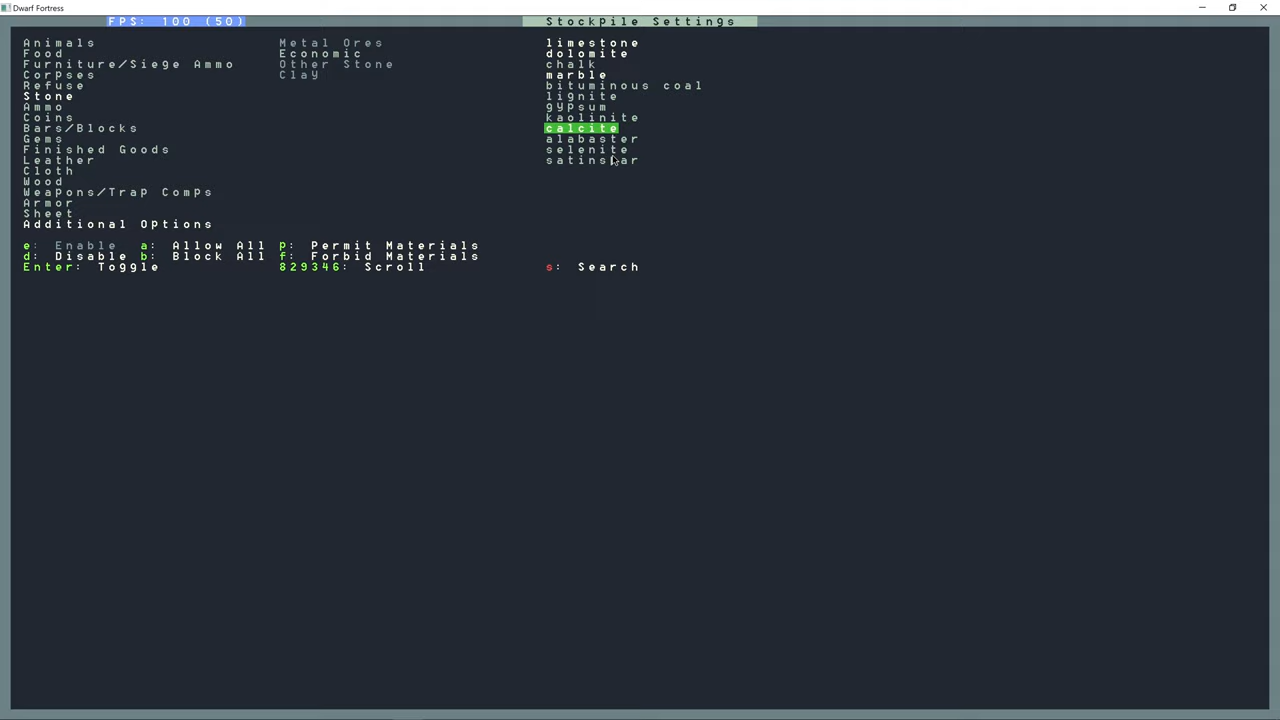 Dwarf Fortress
FPS: 100 (50) Stockpile Settings
Animals Metal Ores limestone
Food Economic dolomite
Furniture/Siege Ammo Other Stone chalk
Corpses Clay marble
Refuse bituminous coal
Stone lignite
Ammo gypsum
Coins kaolinite
Bars/Blocks calcite
Gems alabaster
Finished Goods selenite
Leather satinspar
Cloth
Wood
Weapons/Trap Comps
Armor
Sheet
Additional Options
e: Enable a: Allow All p: Permit Materials
d: Disable b: Block All f: Forbid Materials
Enter: Toggle 829346: Scroll s: Search